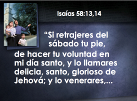 Isaías 58:13,14
“Si retrajeres del
sábado tu pie,
de hacer tu voluntad en
mi día santo, y lo llamares
delicia, santo, glorioso de
Jehová; y lo venerares,...